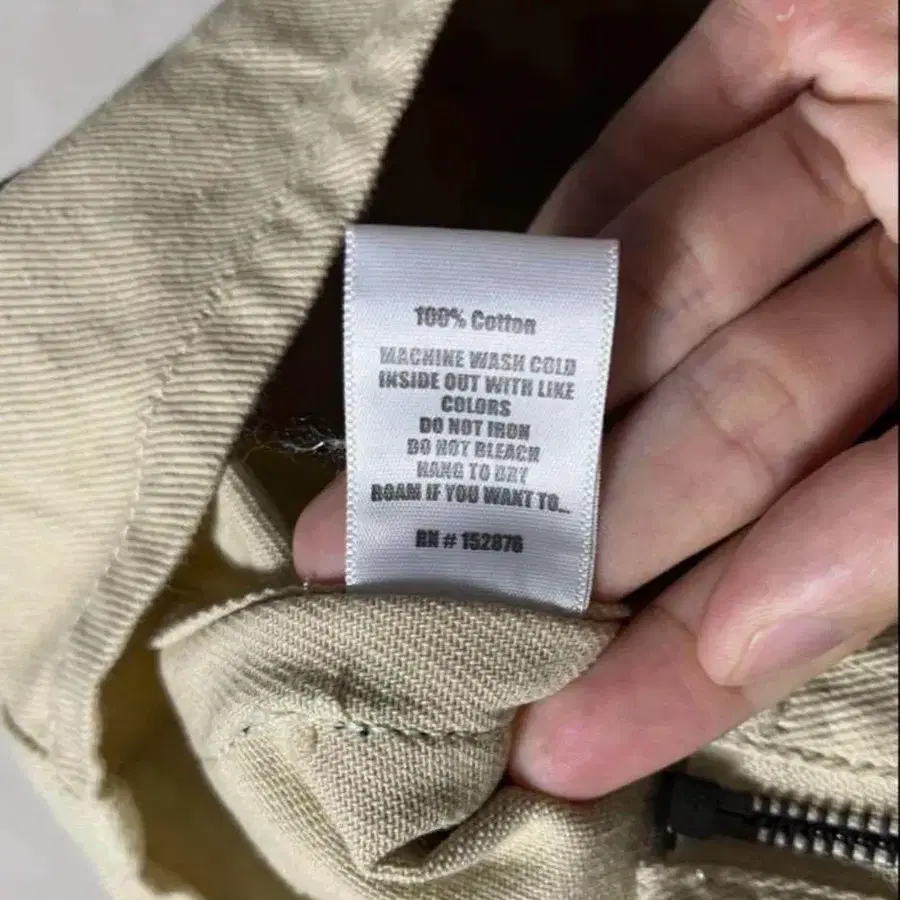 100% Cotton
MACHINE WASH COLD
INSIDE OUT WITH LIKE
COLORS
DO NOT IRON
DO NOT BLEACH
HANG TO DRY
ROAM IF YOU WANT TO...
RN # 152876